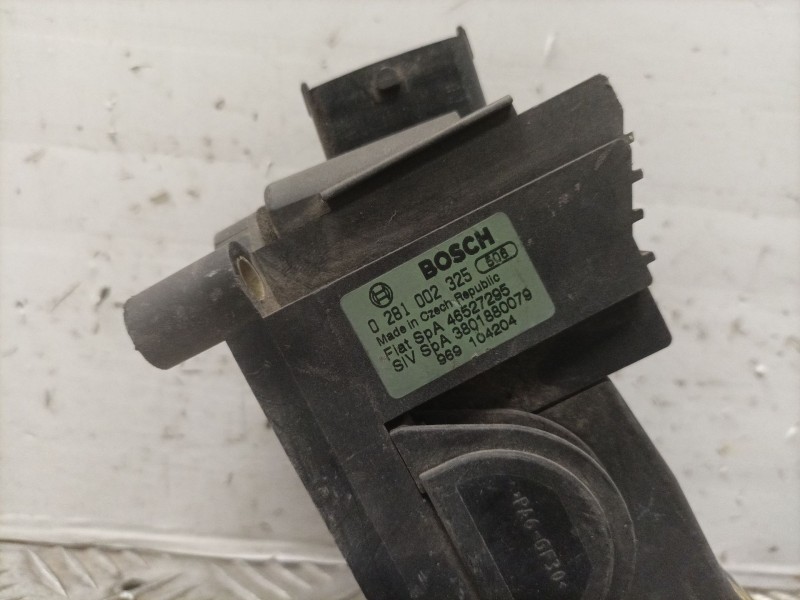 BOSCH
0 281 002 325 506
Made in Czech Republic
Fiat SpA 46527295
SIV SpA 3801880079
969 104204
>PA6-GF30<